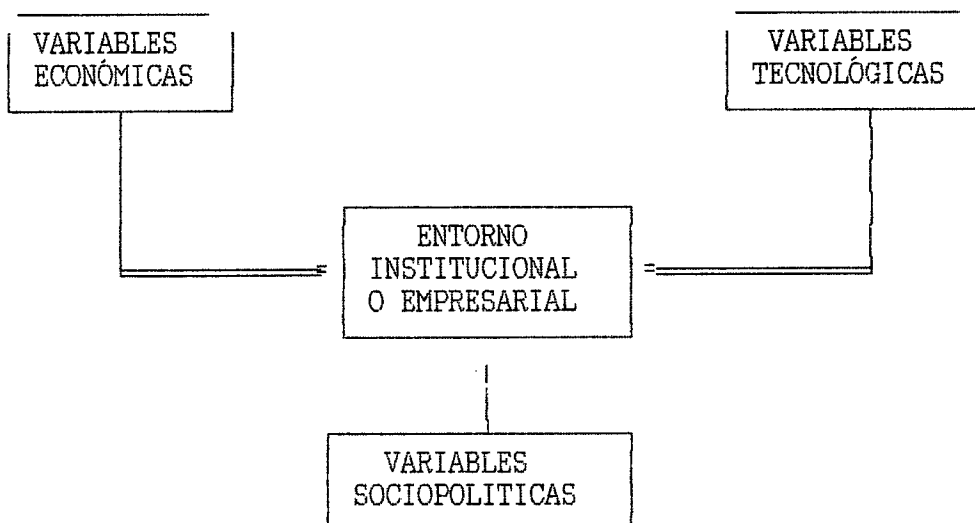 VARIABLES
ECONÓMICAS
VARIABLES
TECNOLÓGICAS
ENTORNO
INSTITUCIONAL
O EMPRESARIAL
VARIABLES
SOCIOPOLITICAS